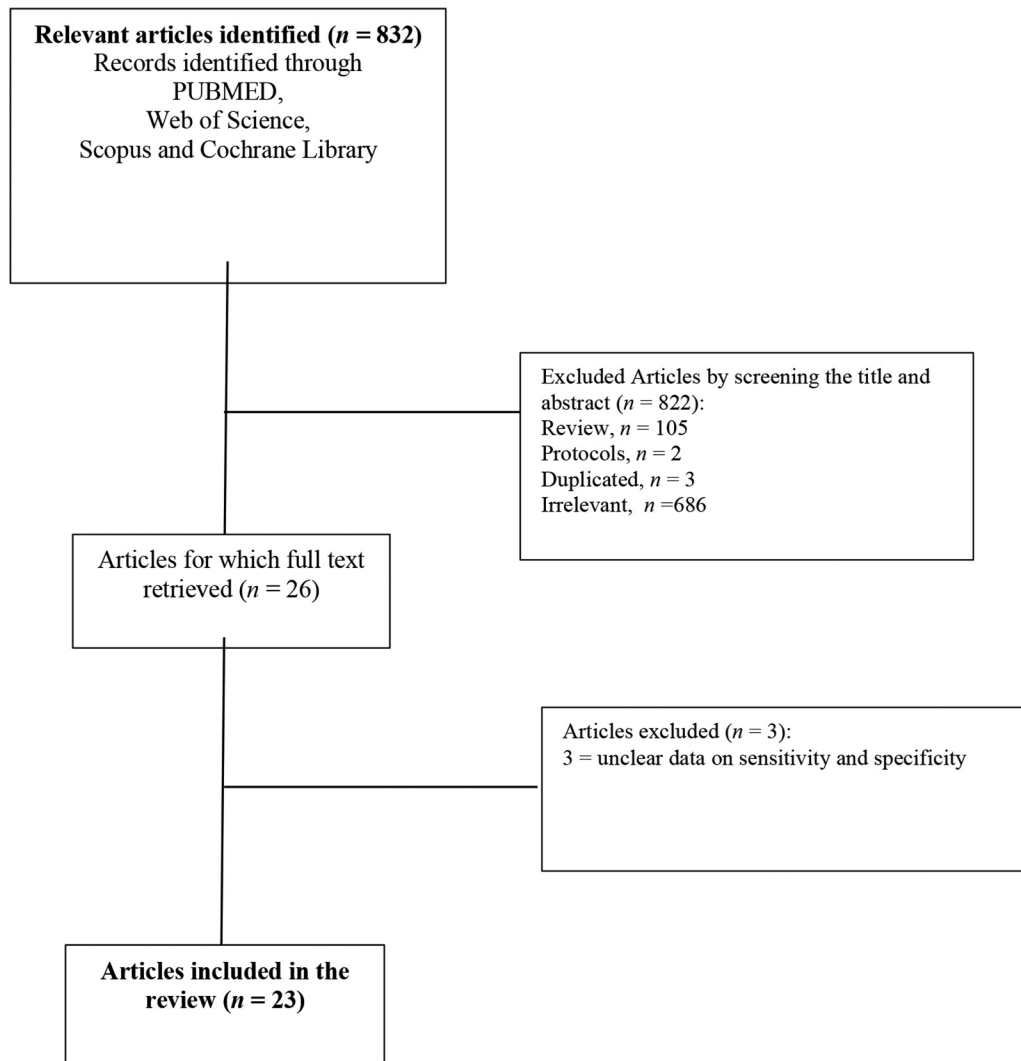 Relevant articles identified (n = 832)
Records identified through
PUBMED,
Web of Science,
Scopus and Cochrane Library
Excluded Articles by screening the title and
abstract (n = 822):
Review, n = 105
Protocols, n = 2
Duplicated, n = 3
Irrelevant, n =686
Articles for which full text
retrieved (n = 26)
Articles excluded (n = 3):
3 = unclear data on sensitivity and specificity
Articles included in the
review (n = 23)